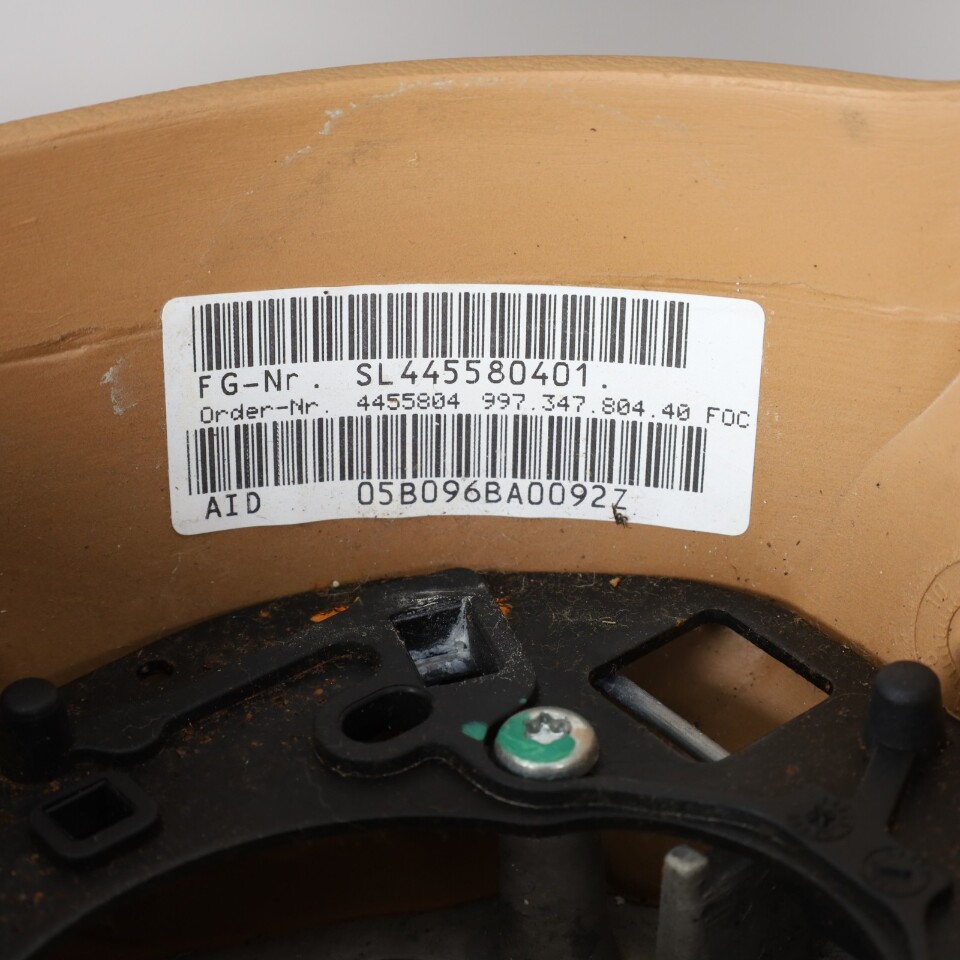 FG-Nr. SL445580401.
Order-Nr. 4455804 997.347.804.40 FOC
AID 05B096BA0092Z